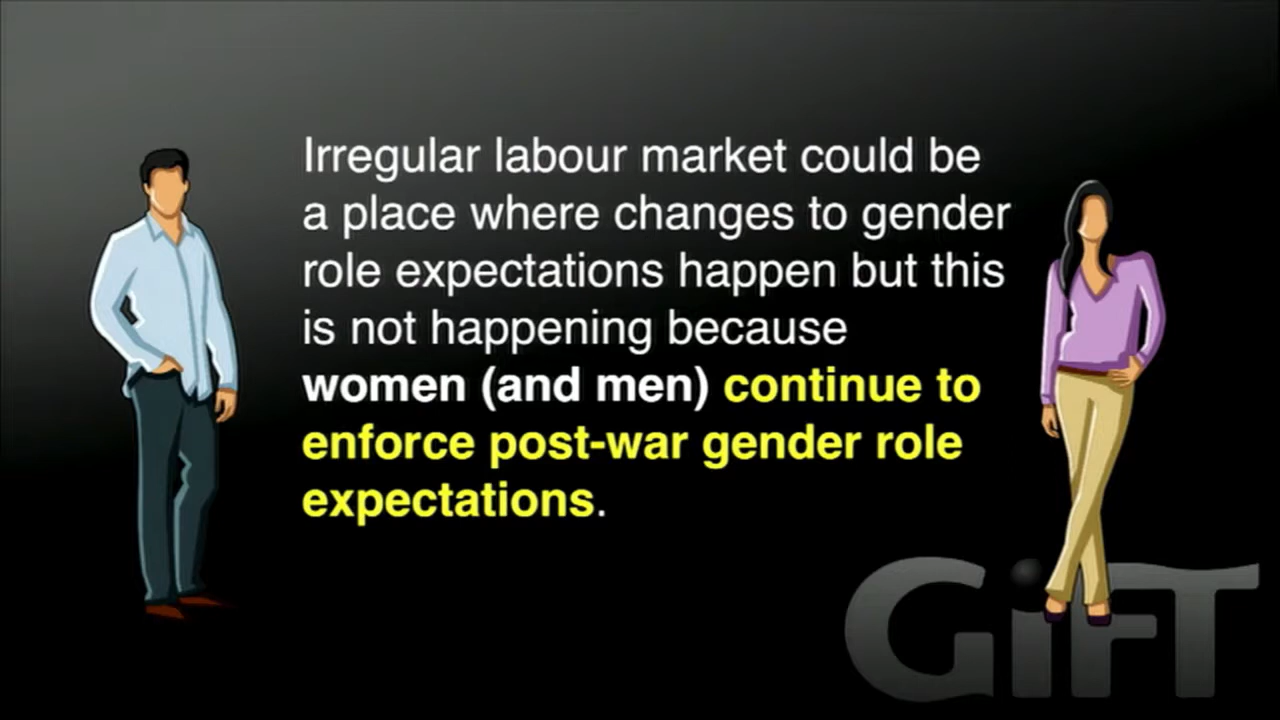 Irregular labour market could be
a place where changes to gender
role expectations happen but this
is not happening because
women (and men) continue to
enforce post-war gender role
expectations.
GiFT